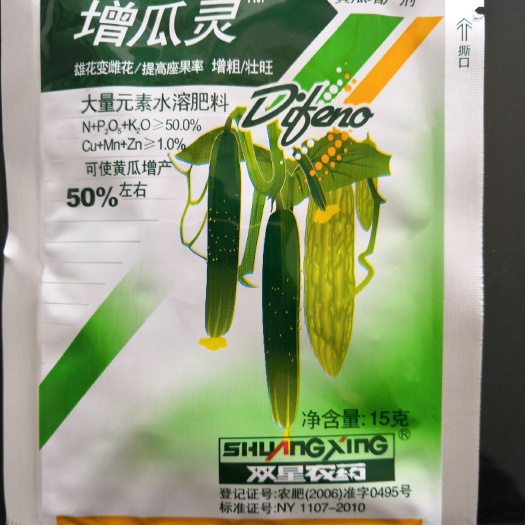 增瓜灵™
雄花变雌花/提高座果率 增粗/壮旺
大量元素水溶肥料
N+P₂O₅+K₂O≥50.0%
Cu+Mn+Zn≥1.0%
可使黄瓜增产
50%左右
Difeno
撕口
净含量:15克
SHUANGXING®
双星农药
登记证号:农肥(2006)准字0495号
标准证号:NY 1107-2010